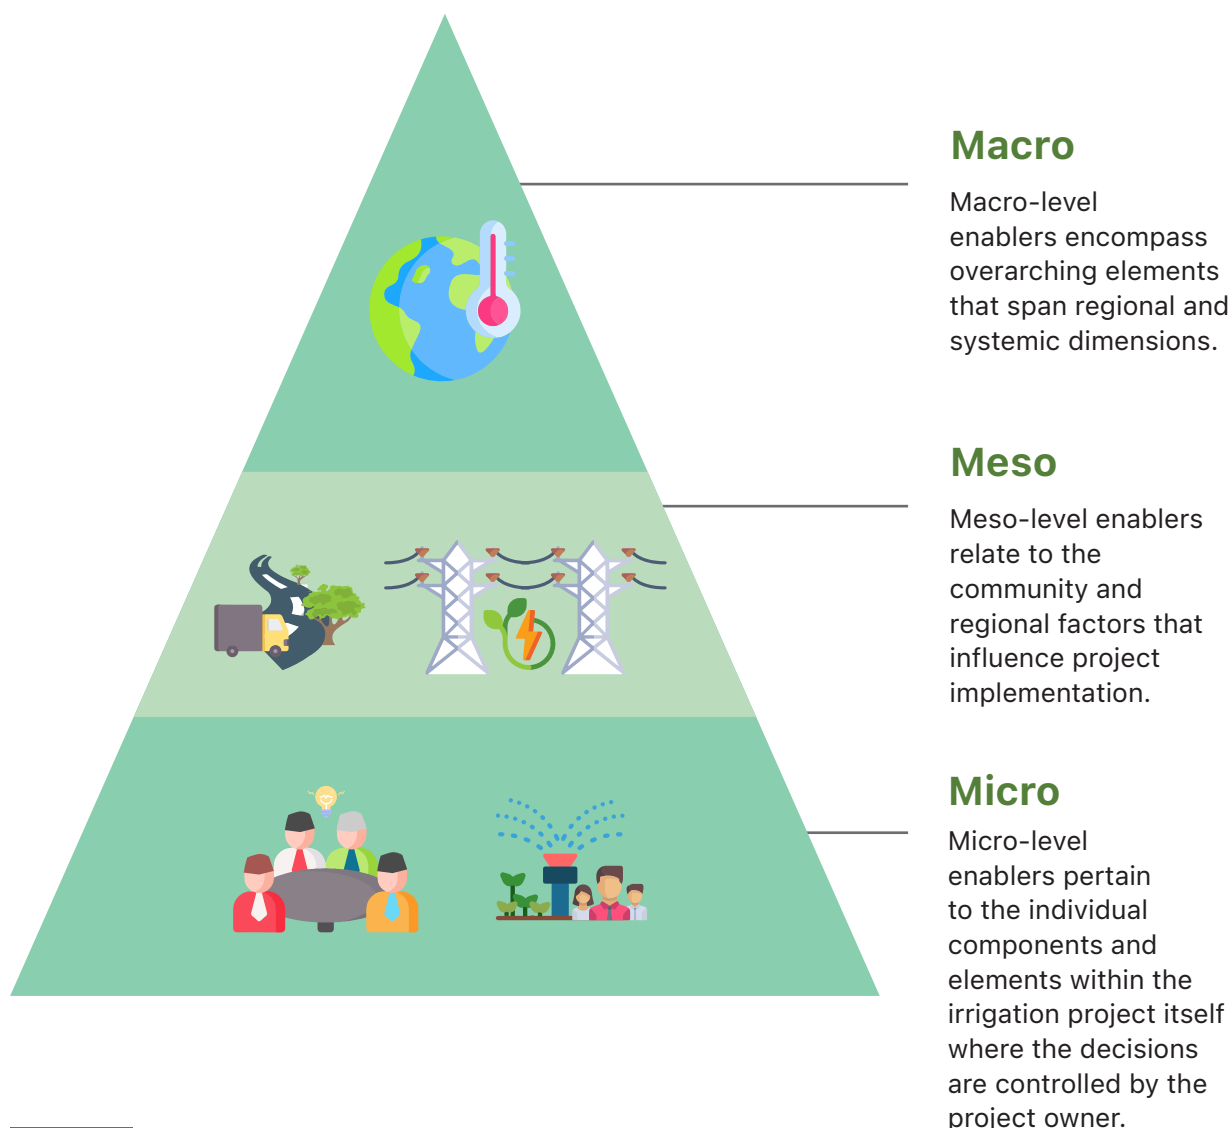 Macro
Macro-level
enablers encompass
overarching elements
that span regional and
systemic dimensions.
Meso
Meso-level enablers
relate to the
community and
regional factors that
influence project
implementation.
Micro
Micro-level
enablers pertain
to the individual
components and
elements within the
irrigation project itself
where the decisions
are controlled by the
project owner.